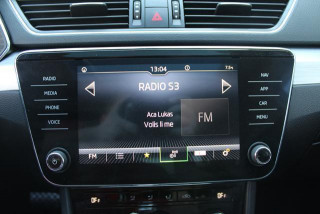 13:04
RADIO
MEDIA
PHONE
VOICE
RADIO S3
Aca Lukas
Volis li me
FM
NAV
APP
CAR
MENU
FM